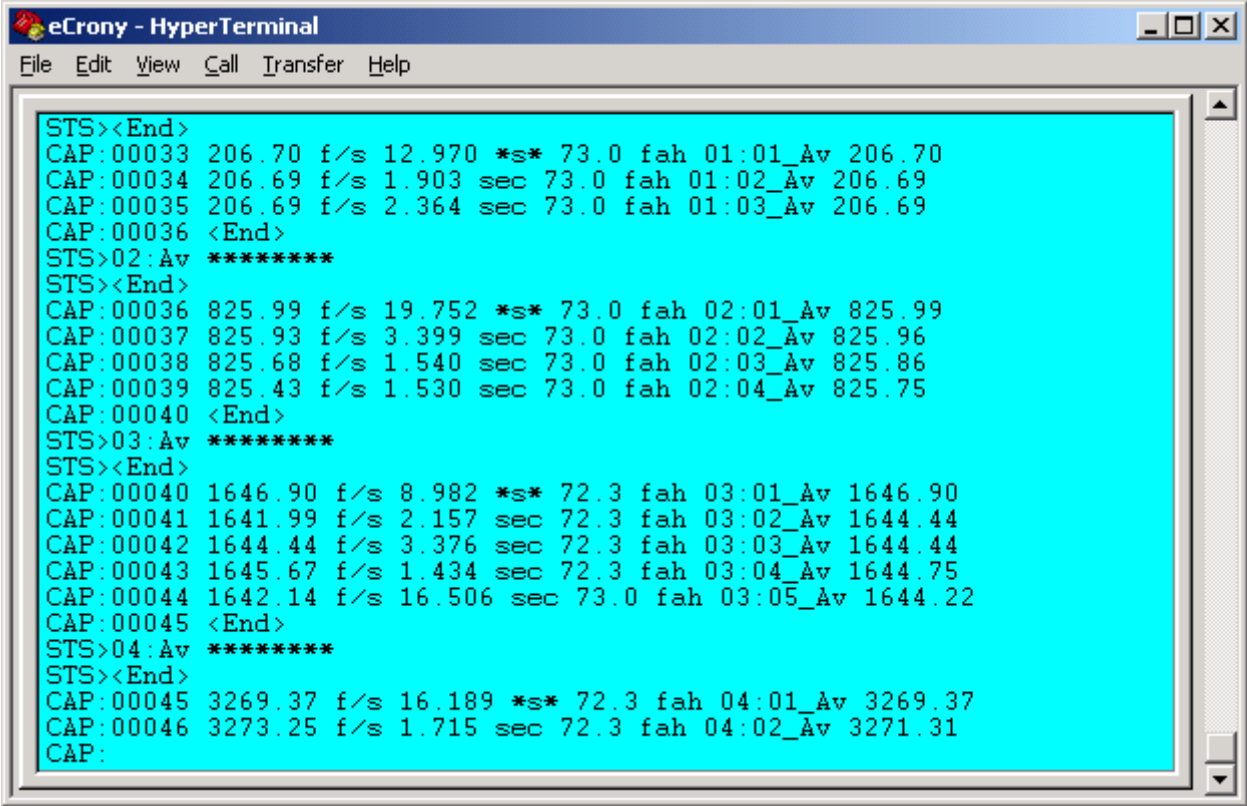 eCrony - HyperTerminal
File Edit View Call Transfer Help
STS><End>
CAP:00033 206.70 f/s 12.970 *s* 73.0 fah 01:01_Av 206.70
CAP:00034 206.69 f/s 1.903 sec 73.0 fah 01:02_Av 206.69
CAP:00035 206.69 f/s 2.364 sec 73.0 fah 01:03_Av 206.69
CAP:00036 <End>
STS>02:Av ********
STS><End>
CAP:00036 825.99 f/s 19.752 *s* 73.0 fah 02:01_Av 825.99
CAP:00037 825.93 f/s 3.399 sec 73.0 fah 02:02_Av 825.96
CAP:00038 825.68 f/s 1.540 sec 73.0 fah 02:03_Av 825.86
CAP:00039 825.43 f/s 1.530 sec 73.0 fah 02:04_Av 825.75
CAP:00040 <End>
STS>03:Av ********
STS><End>
CAP:00040 1646.90 f/s 8.982 *s* 72.3 fah 03:01_Av 1646.90
CAP:00041 1641.99 f/s 2.157 sec 72.3 fah 03:02_Av 1644.44
CAP:00042 1644.44 f/s 3.376 sec 72.3 fah 03:03_Av 1644.44
CAP:00043 1645.67 f/s 1.434 sec 72.3 fah 03:04_Av 1644.75
CAP:00044 1642.14 f/s 16.506 sec 73.0 fah 03:05_Av 1644.22
CAP:00045 <End>
STS>04:Av ********
STS><End>
CAP:00045 3269.37 f/s 16.189 *s* 72.3 fah 04:01_Av 3269.37
CAP:00046 3273.25 f/s 1.715 sec 72.3 fah 04:02_Av 3271.31
CAP: